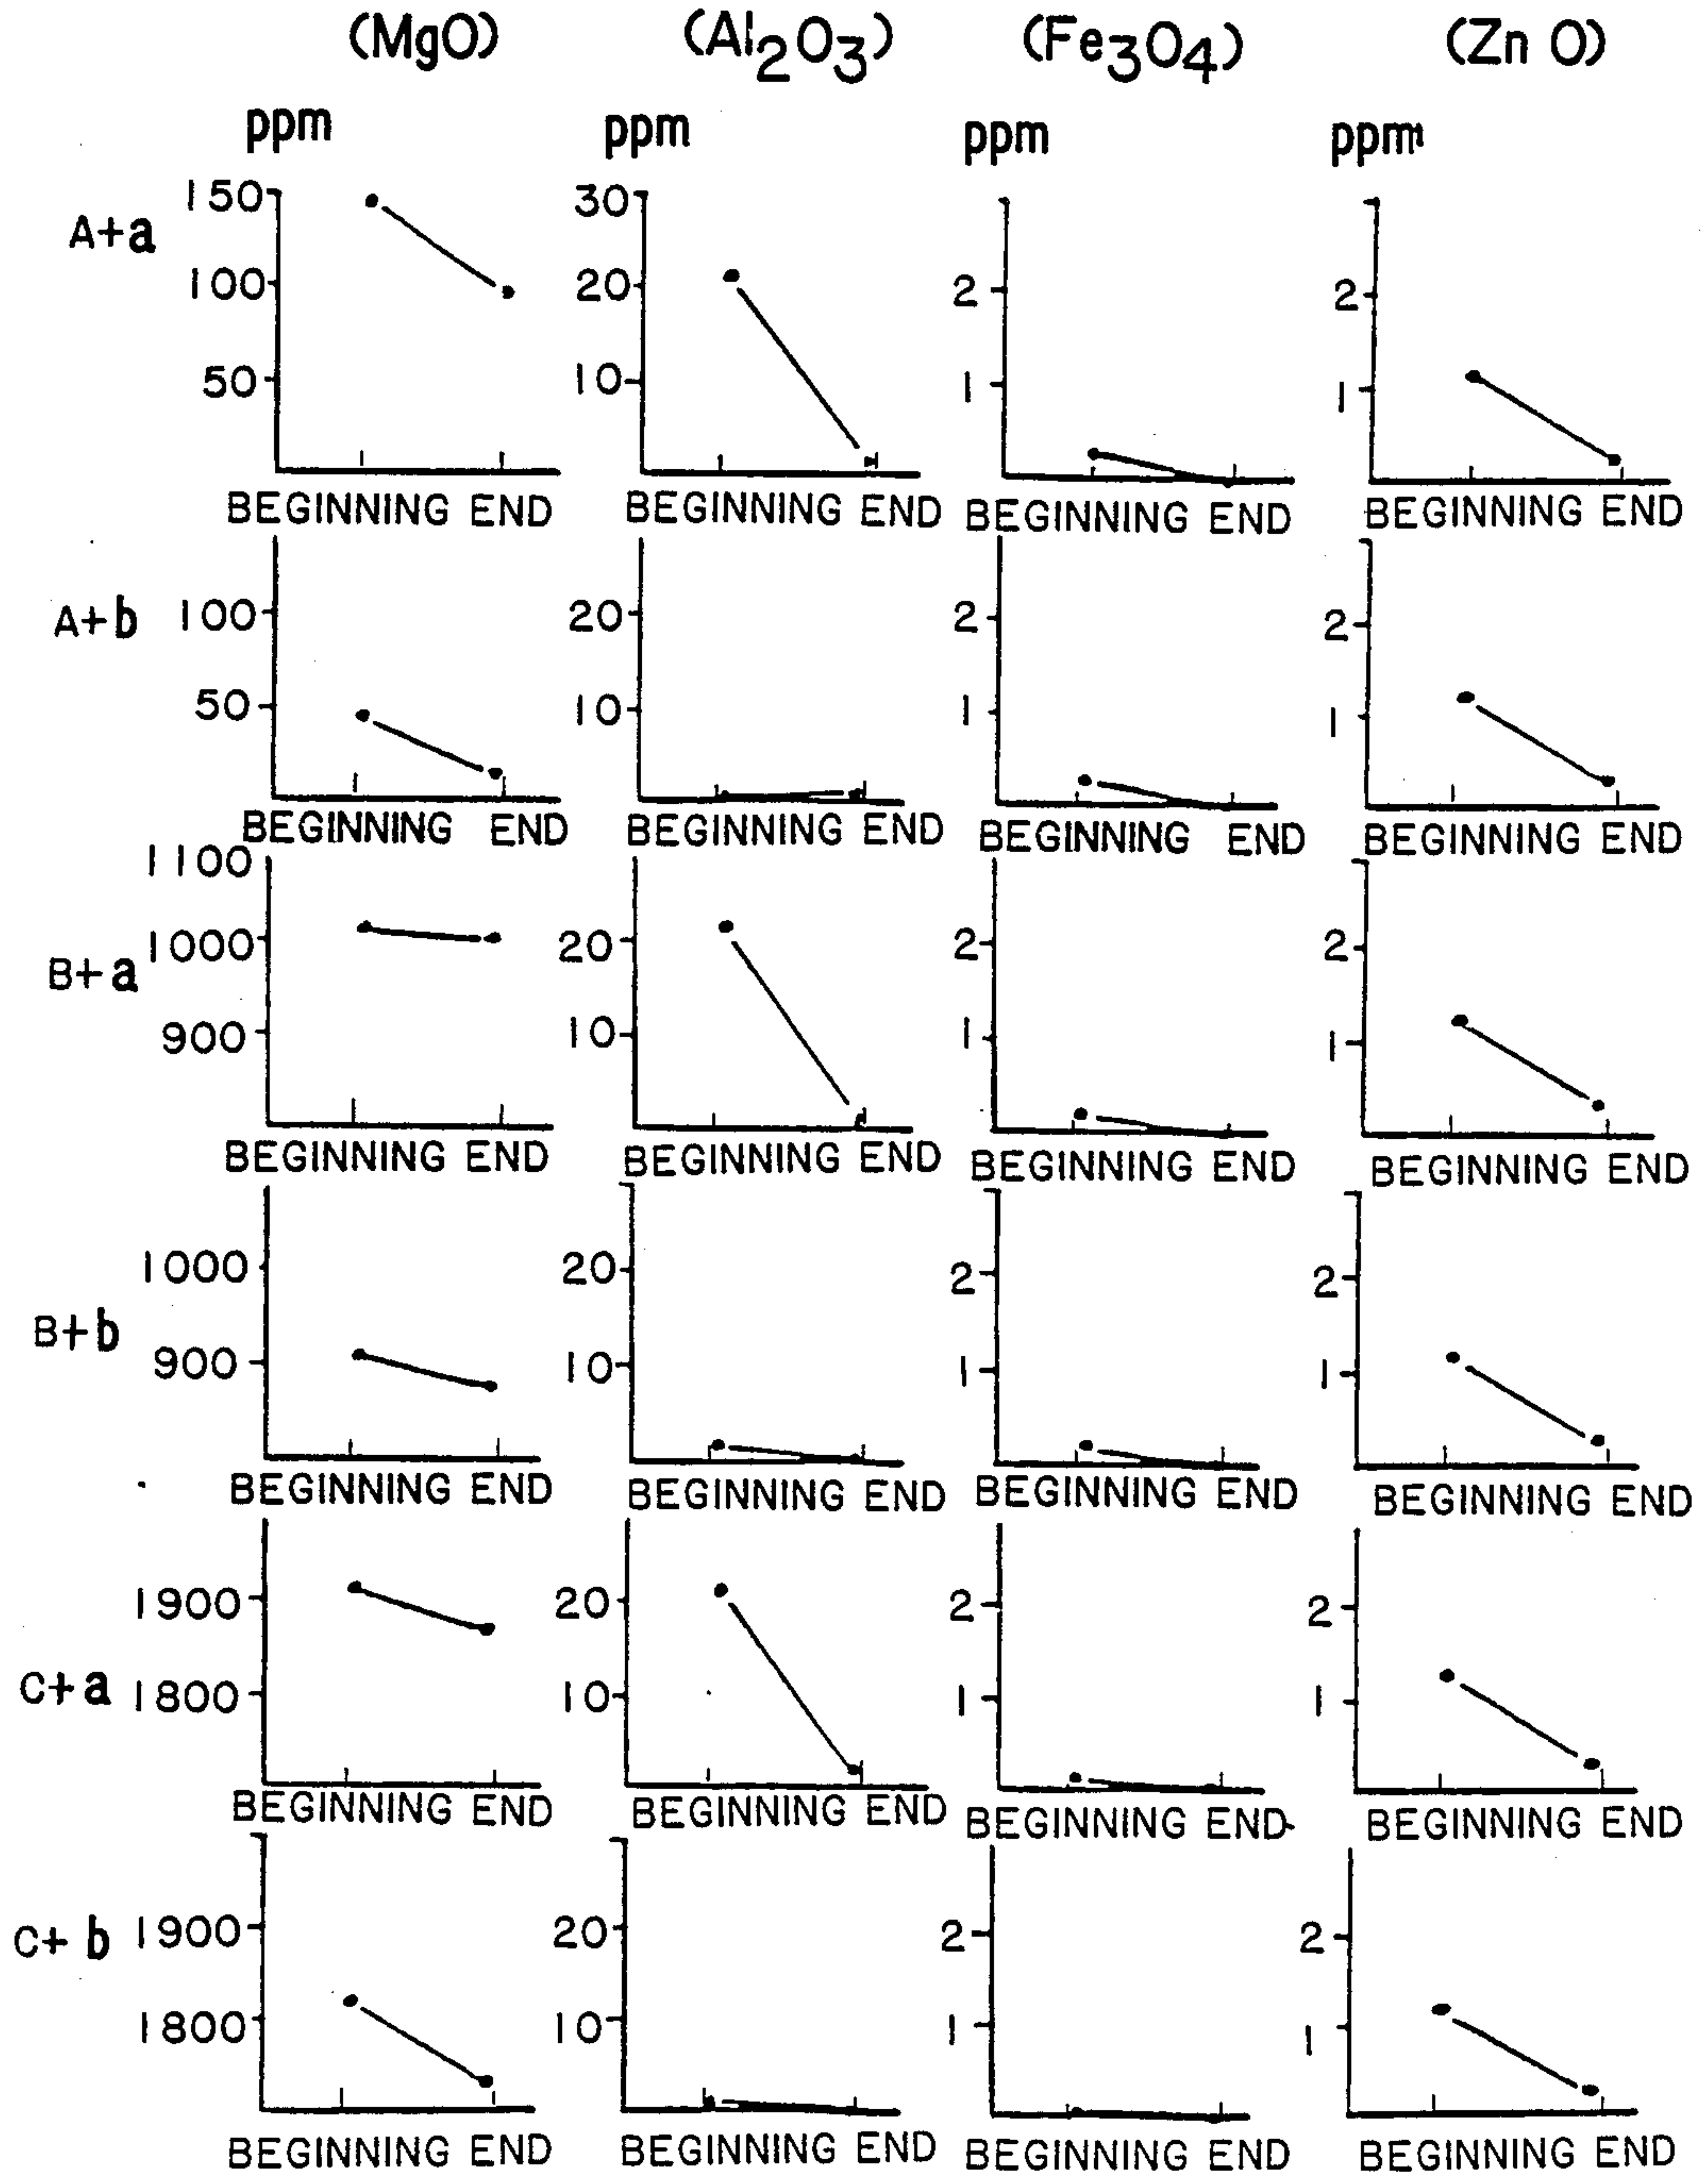 (MgO) (Al₂O₃) (Fe₃O₄) (Zn O)
ppm ppm ppm ppm
A+a
150 30
100 20 2 2
50 10 1 1
BEGINNING END BEGINNING END BEGINNING END BEGINNING END
A+b
100 20 2 2
50 10 1 1
BEGINNING END BEGINNING END BEGINNING END BEGINNING END
B+a
1100
1000 20 2 2
900 10 1 1
BEGINNING END BEGINNING END BEGINNING END BEGINNING END
B+b
1000 20 2 2
900 10 1 1
BEGINNING END BEGINNING END BEGINNING END BEGINNING END
C+a
1900 20 2 2
1800 10 1 1
BEGINNING END BEGINNING END BEGINNING END BEGINNING END
C+b
1900 20 2 2
1800 10 1 1
BEGINNING END BEGINNING END BEGINNING END BEGINNING END